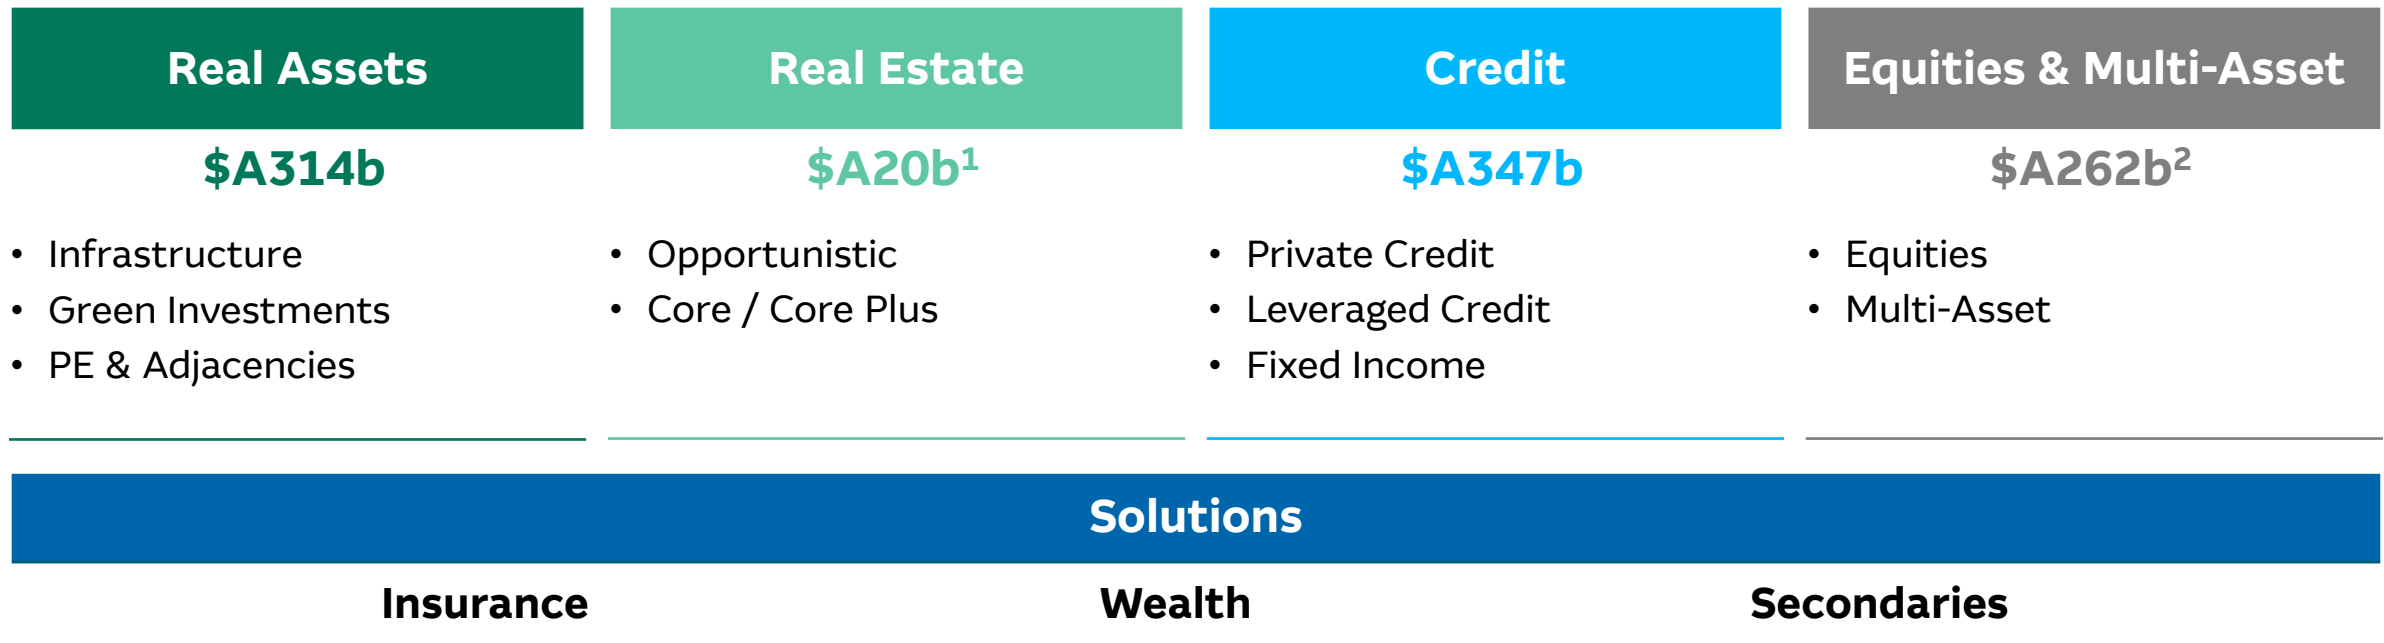 Real Assets
$A314b
• Infrastructure
• Green Investments
• PE & Adjacencies
Real Estate
$A20b¹
• Opportunistic
• Core / Core Plus
Credit
$A347b
• Private Credit
• Leveraged Credit
• Fixed Income
Equities & Multi-Asset
$A262b²
• Equities
• Multi-Asset
Solutions
Insurance
Wealth
Secondaries